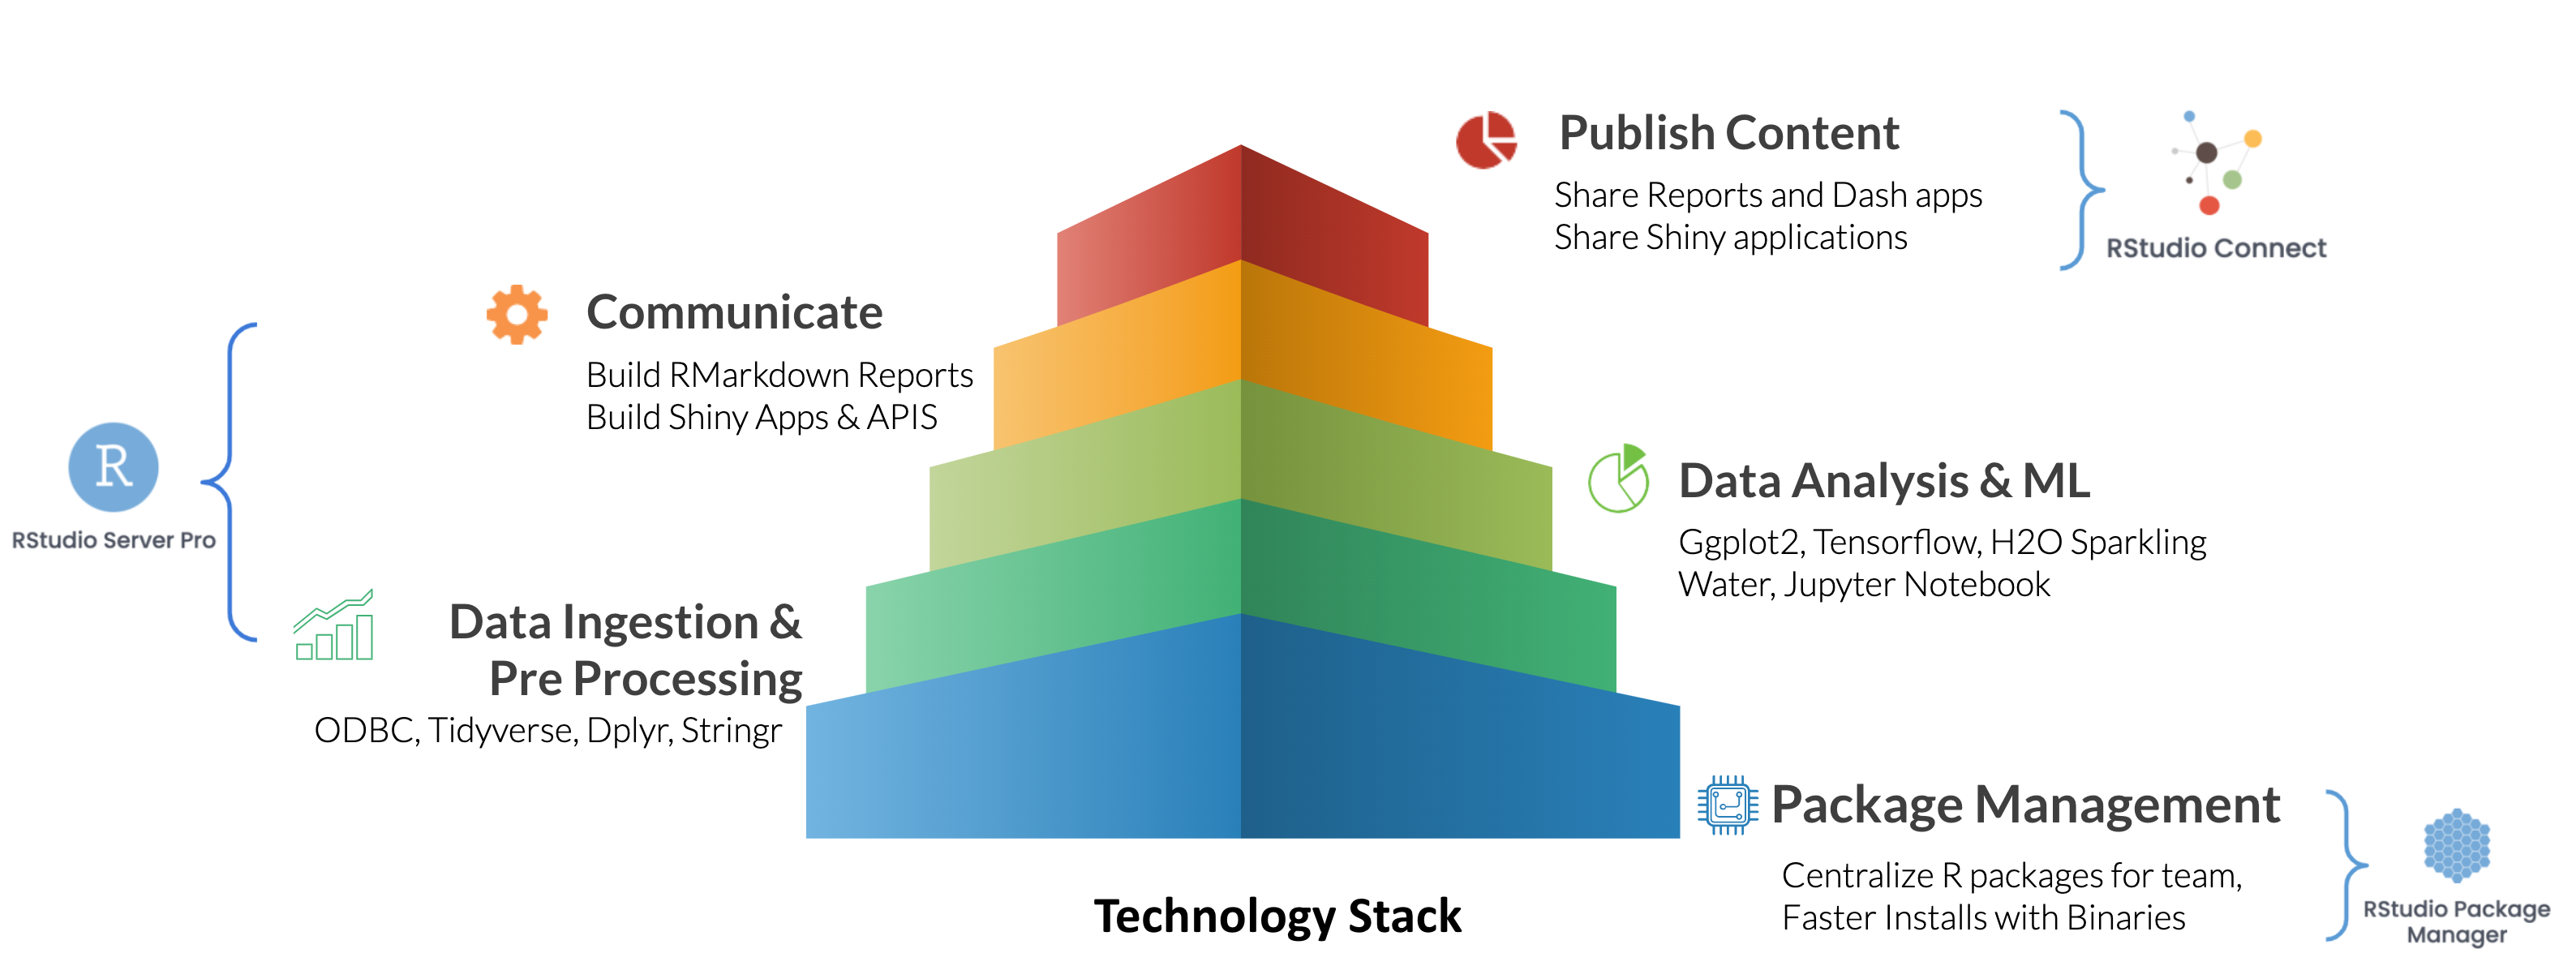 Publish Content
Share Reports and Dash apps
Share Shiny applications
RStudio Connect
Communicate
Build RMarkdown Reports
Build Shiny Apps & APIS
R
RStudio Server Pro
Data Analysis & ML
Ggplot2, Tensorflow, H2O Sparkling
Water, Jupyter Notebook
Data Ingestion &
Pre Processing
ODBC, Tidyverse, Dplyr, Stringr
Package Management
Centralize R packages for team,
Faster Installs with Binaries
RStudio Package
Manager
Technology Stack